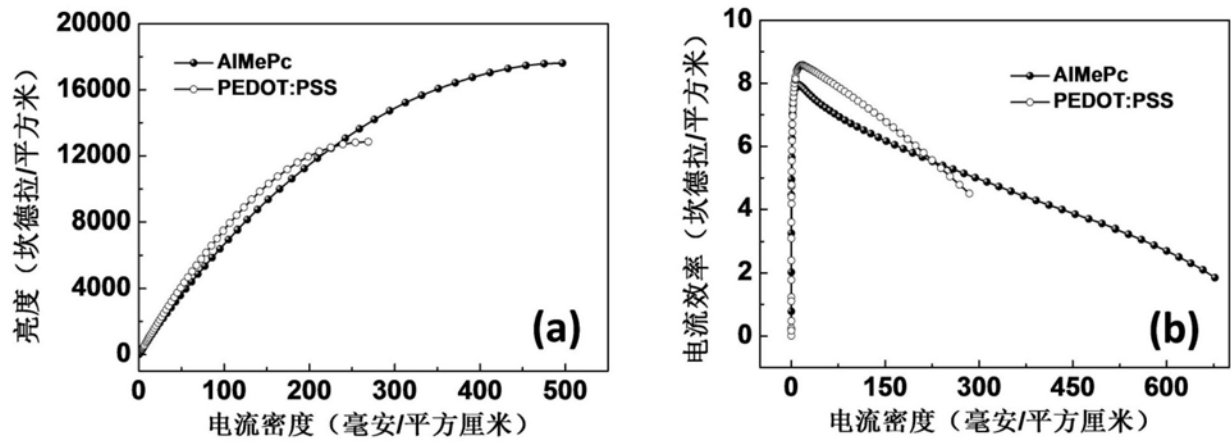 20000
16000
12000
8000
4000
0
亮度（坎德拉/平方米）
AlMePc
PEDOT:PSS
(a)
0 100 200 300 400 500
电流密度（毫安/平方厘米）
10
8
6
4
2
0
电流效率（坎德拉/平方米）
AlMePc
PEDOT:PSS
(b)
0 150 300 450 600
电流密度（毫安/平方厘米）